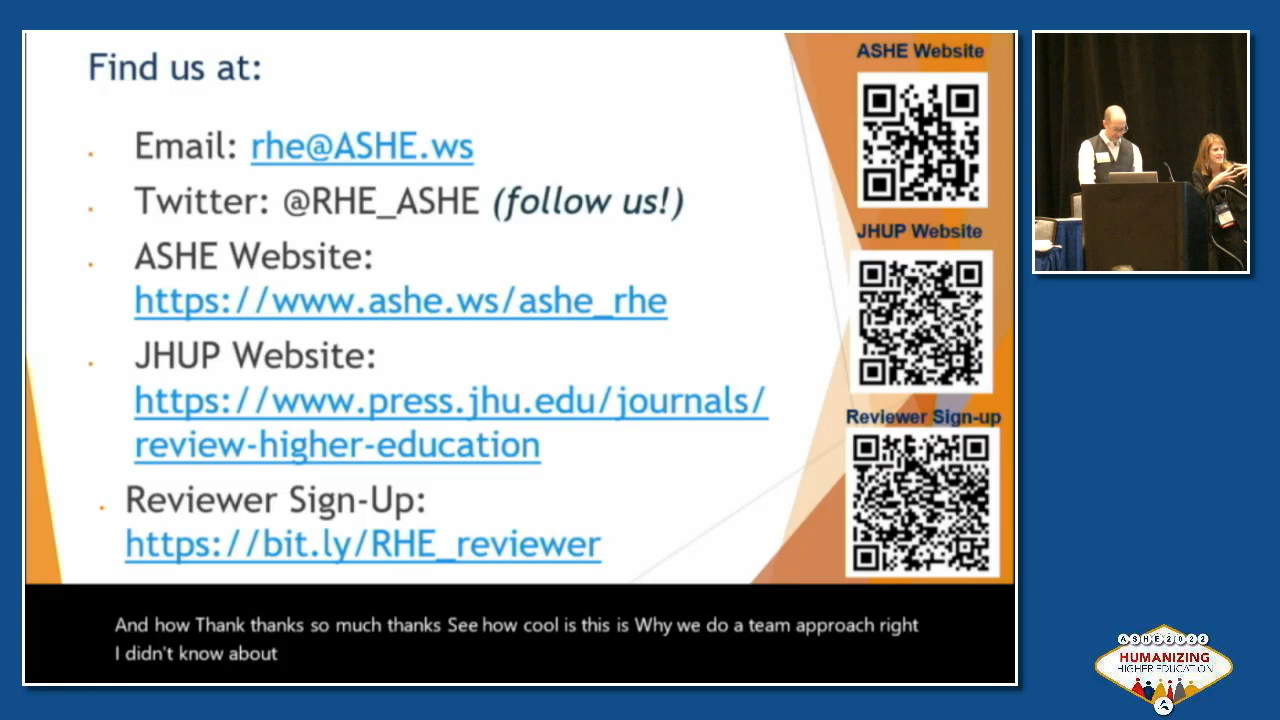 Find us at:
Email: rhe@ASHE.ws
Twitter: @RHE_ASHE (follow us!)
ASHE Website:
https://www.ashe.ws/ashe_rhe
JHUP Website:
https://www.press.jhu.edu/journals/
review-higher-education
Reviewer Sign-Up:
https://bit.ly/RHE_reviewer
ASHE Website
JHUP Website
Reviewer Sign-up
And how Thank thanks so much thanks See how cool is this is Why we do a team approach right
I didn't know about
ASHE2022
HUMANIZING
HIGHER EDUCATION
A